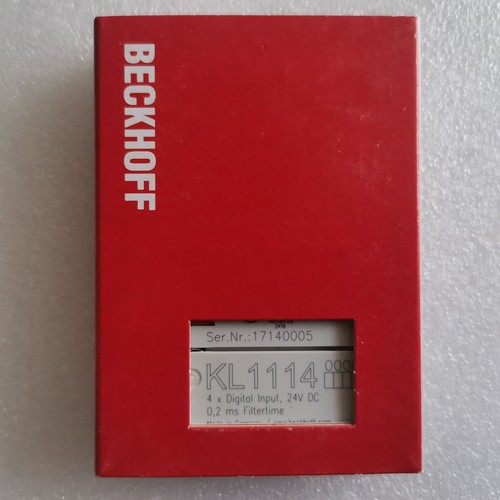 BECKHOFF
Ser.Nr.:17140005
KL1114
4 x Digital Input, 24V DC
0,2 ms Filtertime